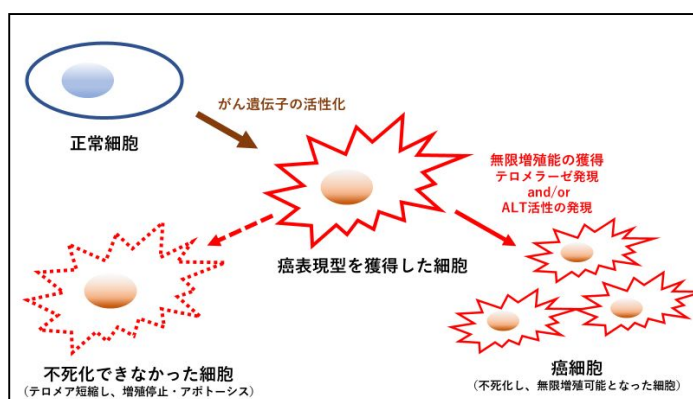 正常細胞
がん遺伝子の活性化
無限増殖能の獲得
テロメラーゼ発現
and/or
ALT活性の発現
癌表現型を獲得した細胞
不死化できなかった細胞
（テロメア短縮し、増殖停止・アポトーシス）
癌細胞
（不死化し、無限増殖可能となった細胞）